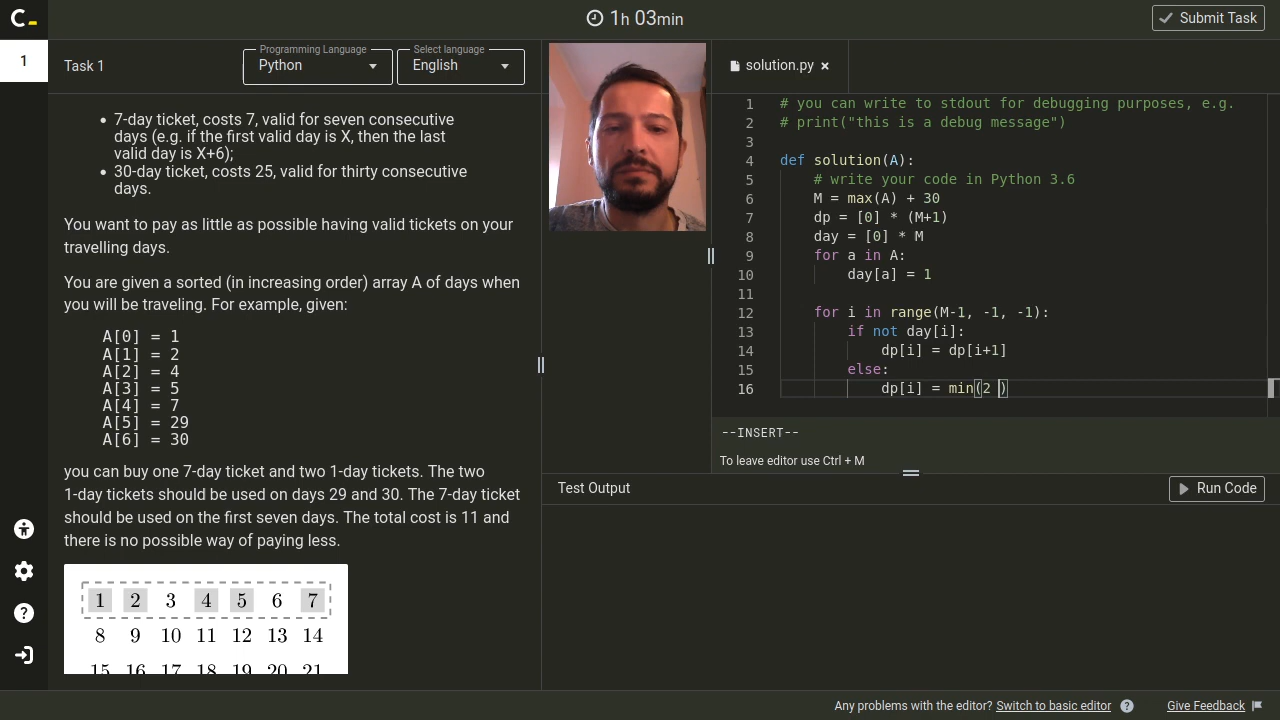 C_
1h 03min
Submit Task
1
Task 1
Programming Language
Python
Select language
English
solution.py ×
• 7-day ticket, costs 7, valid for seven consecutive
days (e.g. if the first valid day is X, then the last
valid day is X+6);
• 30-day ticket, costs 25, valid for thirty consecutive
days.
You want to pay as little as possible having valid tickets on your
travelling days.
You are given a sorted (in increasing order) array A of days when
you will be traveling. For example, given:
A[0] = 1
A[1] = 2
A[2] = 4
A[3] = 5
A[4] = 7
A[5] = 29
A[6] = 30
you can buy one 7-day ticket and two 1-day tickets. The two
1-day tickets should be used on days 29 and 30. The 7-day ticket
should be used on the first seven days. The total cost is 11 and
there is no possible way of paying less.
1 2 3 4 5 6 7
8 9 10 11 12 13 14
15 16 17 18 19 20 21
1 # you can write to stdout for debugging purposes, e.g.
2 # print("this is a debug message")
3
4 def solution(A):
5     # write your code in Python 3.6
6     M = max(A) + 30
7     dp = [0] * (M+1)
8     day = [0] * M
9     for a in A:
10         day[a] = 1
11
12     for i in range(M-1, -1, -1):
13         if not day[i]:
14             dp[i] = dp[i+1]
15         else:
16             dp[i] = min(2 )
--INSERT--
To leave editor use Ctrl + M
Test Output
Run Code
Any problems with the editor? Switch to basic editor ?
Give Feedback